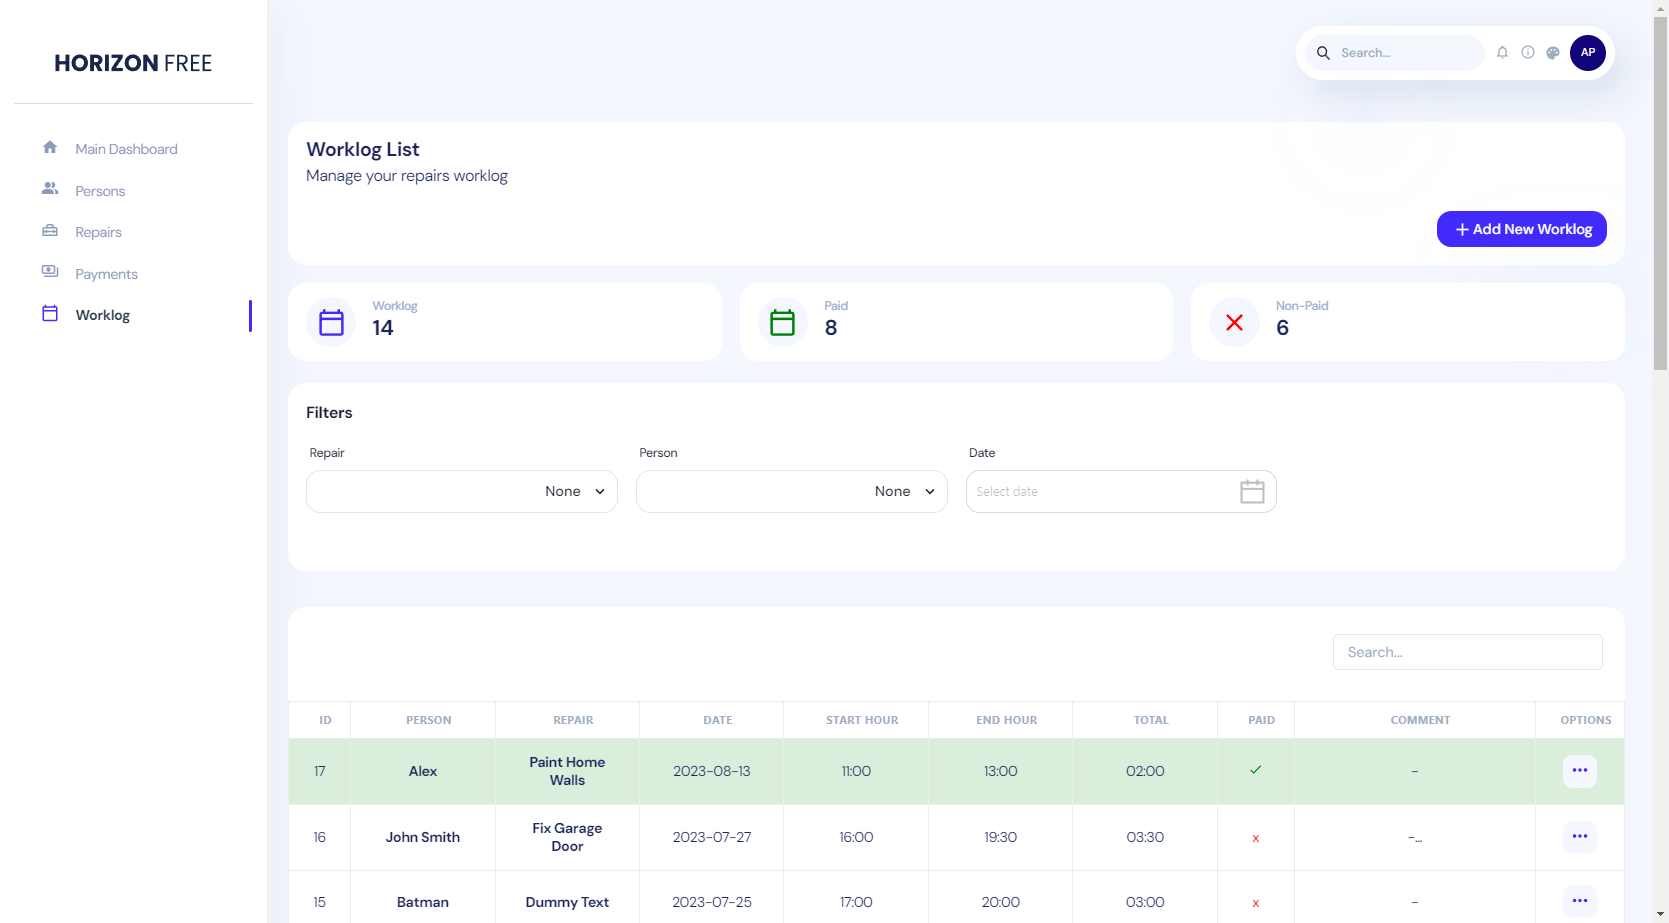 HORIZON FREE
Search...
AP
Main Dashboard
Persons
Repairs
Payments
Worklog
Worklog List
Manage your repairs worklog
+ Add New Worklog
Worklog
14
Paid
8
Non-Paid
6
Filters
Repair
Person
Date
None
None
Select date
Search...
ID PERSON REPAIR DATE START HOUR END HOUR TOTAL PAID COMMENT OPTIONS
17 Alex Paint Home Walls 2023-08-13 11:00 13:00 02:00 ✓ - ···
16 John Smith Fix Garage Door 2023-07-27 16:00 19:30 03:30 x -... ···
15 Batman Dummy Text 2023-07-25 17:00 20:00 03:00 x - ···